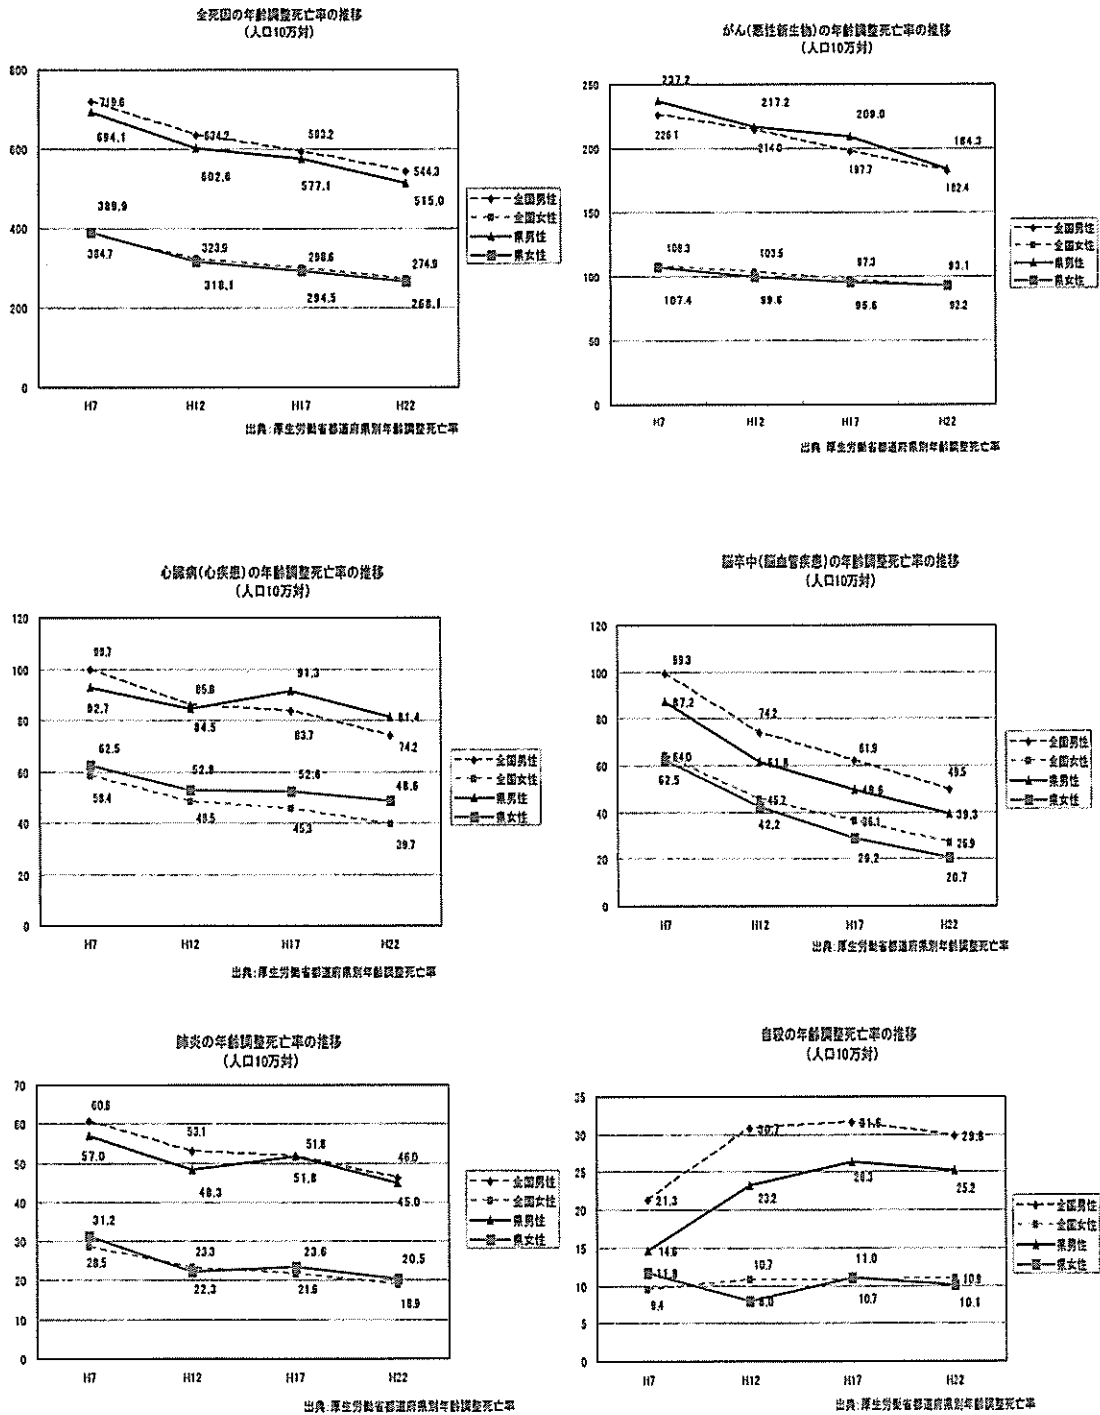 全死因の年齢調整死亡率の推移
(人口10万対)
800
600
400
200
0
719.6
634.2
593.2
544.3
694.1
602.6
577.1
515.0
389.9
323.9
298.6
274.9
384.7
318.1
294.5
268.1
H7
H12
H17
H22
全国男性
全国女性
県男性
県女性
出典:厚生労働省都道府県別年齢調整死亡率
がん(悪性新生物)の年齢調整死亡率の推移
(人口10万対)
250
200
150
100
50
0
237.2
217.2
209.0
184.3
226.1
214.0
197.7
182.4
108.3
103.5
97.3
93.1
107.4
99.6
95.6
92.2
H7
H12
H17
H22
全国男性
全国女性
県男性
県女性
出典:厚生労働省都道府県別年齢調整死亡率
心臓病(心疾患)の年齢調整死亡率の推移
(人口10万対)
120
100
80
60
40
20
0
99.7
85.8
91.3
81.4
92.7
84.5
83.7
74.2
62.5
52.9
52.6
48.6
58.4
48.5
45.3
39.7
H7
H12
H17
H22
全国男性
全国女性
県男性
県女性
出典:厚生労働省都道府県別年齢調整死亡率
脳卒中(脳血管疾患)の年齢調整死亡率の推移
(人口10万対)
120
100
80
60
40
20
0
99.3
74.2
61.9
49.5
87.2
61.8
49.6
39.3
64.0
45.7
36.1
26.9
62.5
42.2
29.2
20.7
H7
H12
H17
H22
全国男性
全国女性
県男性
県女性
出典:厚生労働省都道府県別年齢調整死亡率
肺炎の年齢調整死亡率の推移
(人口10万対)
70
60
50
40
30
20
10
0
60.8
53.1
51.8
46.0
57.0
48.3
51.8
45.0
31.2
23.3
23.6
20.5
28.5
22.3
21.6
18.9
H7
H12
H17
H22
全国男性
全国女性
県男性
県女性
出典:厚生労働省都道府県別年齢調整死亡率
自殺の年齢調整死亡率の推移
(人口10万対)
35
30
25
20
15
10
5
0
21.3
30.7
31.6
29.8
14.6
23.2
26.3
25.2
11.8
10.7
11.0
10.9
9.4
8.0
10.7
10.1
H7
H12
H17
H22
全国男性
全国女性
県男性
県女性
出典:厚生労働省都道府県別年齢調整死亡率